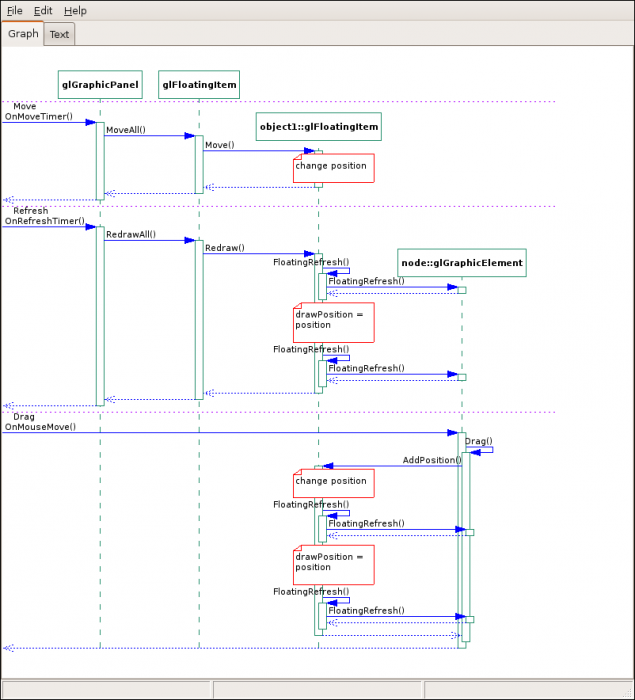 File Edit Help
Graph Text
glGraphicPanel glFloatingItem
object1::glFloatingItem
Move
OnMoveTimer()
MoveAll()
Move()
change position
Refresh
OnRefreshTimer()
RedrawAll()
Redraw()
node::glGraphicElement
FloatingRefresh()
FloatingRefresh()
drawPosition =
position
FloatingRefresh()
FloatingRefresh()
Drag
OnMouseMove()
Drag()
AddPosition()
change position
FloatingRefresh()
FloatingRefresh()
drawPosition =
position
FloatingRefresh()
FloatingRefresh()